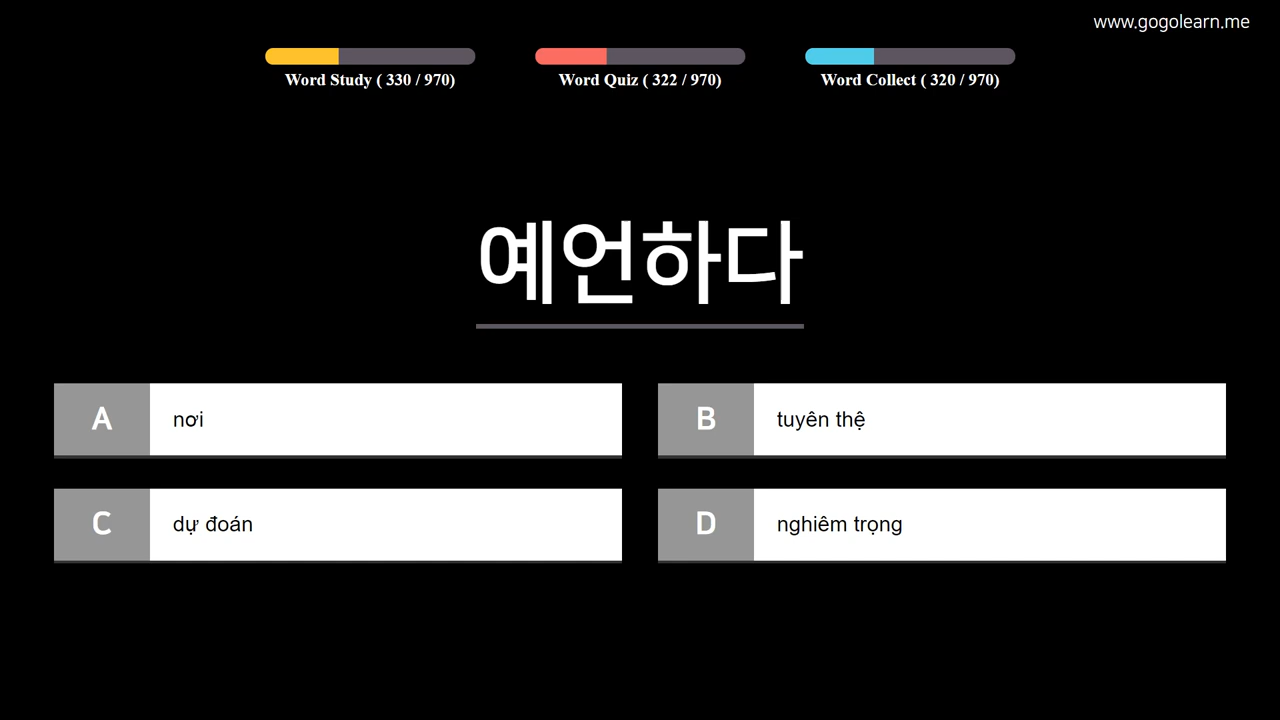 www.gogolearn.me
Word Study ( 330 / 970)
Word Quiz ( 322 / 970)
Word Collect ( 320 / 970)
예언하다
A nơi
B tuyên thệ
C dự đoán
D nghiêm trọng